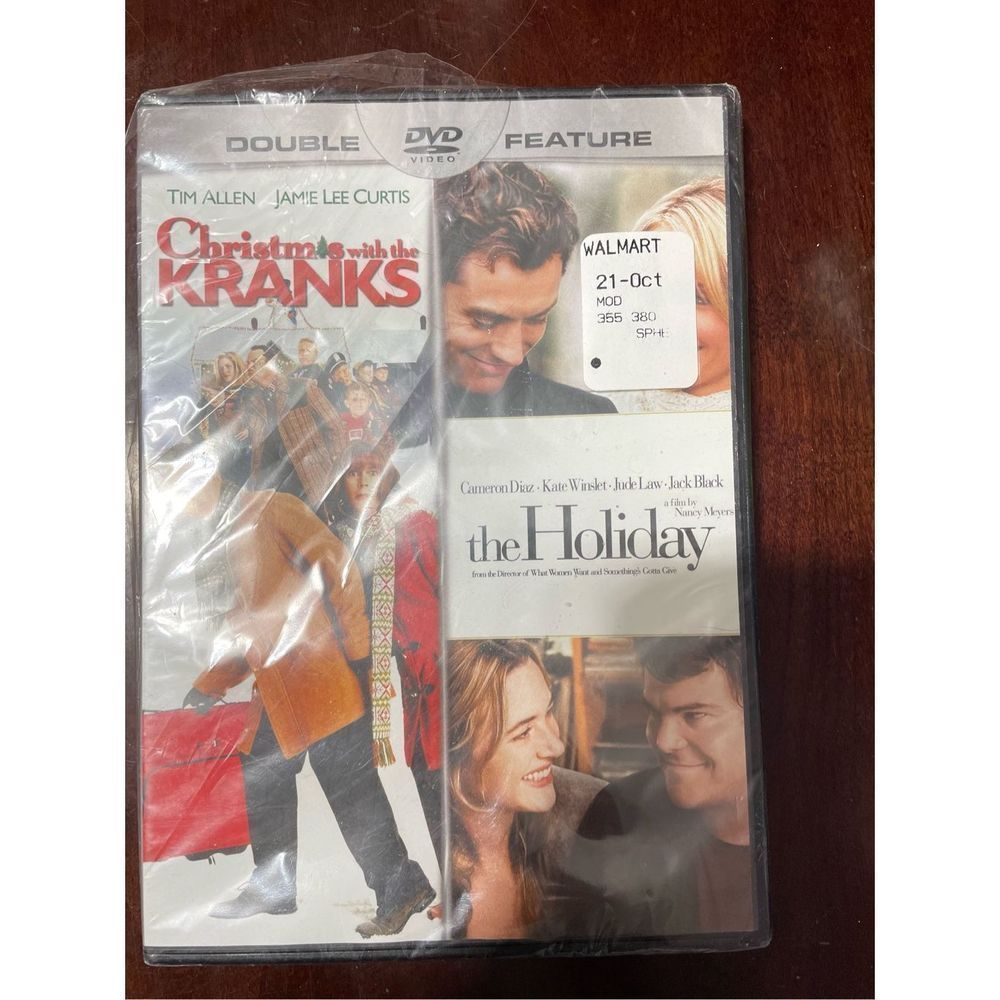 DOUBLE DVD VIDEO FEATURE
TIM ALLEN JAMIE LEE CURTIS
Christmas with the
KRANKS
WALMART
21-Oct
MOD
355 380
SPHE
Cameron Diaz · Kate Winslet · Jude Law · Jack Black
a film by
Nancy Meyers
the Holiday
from the Director of What Women Want and Something's Gotta Give